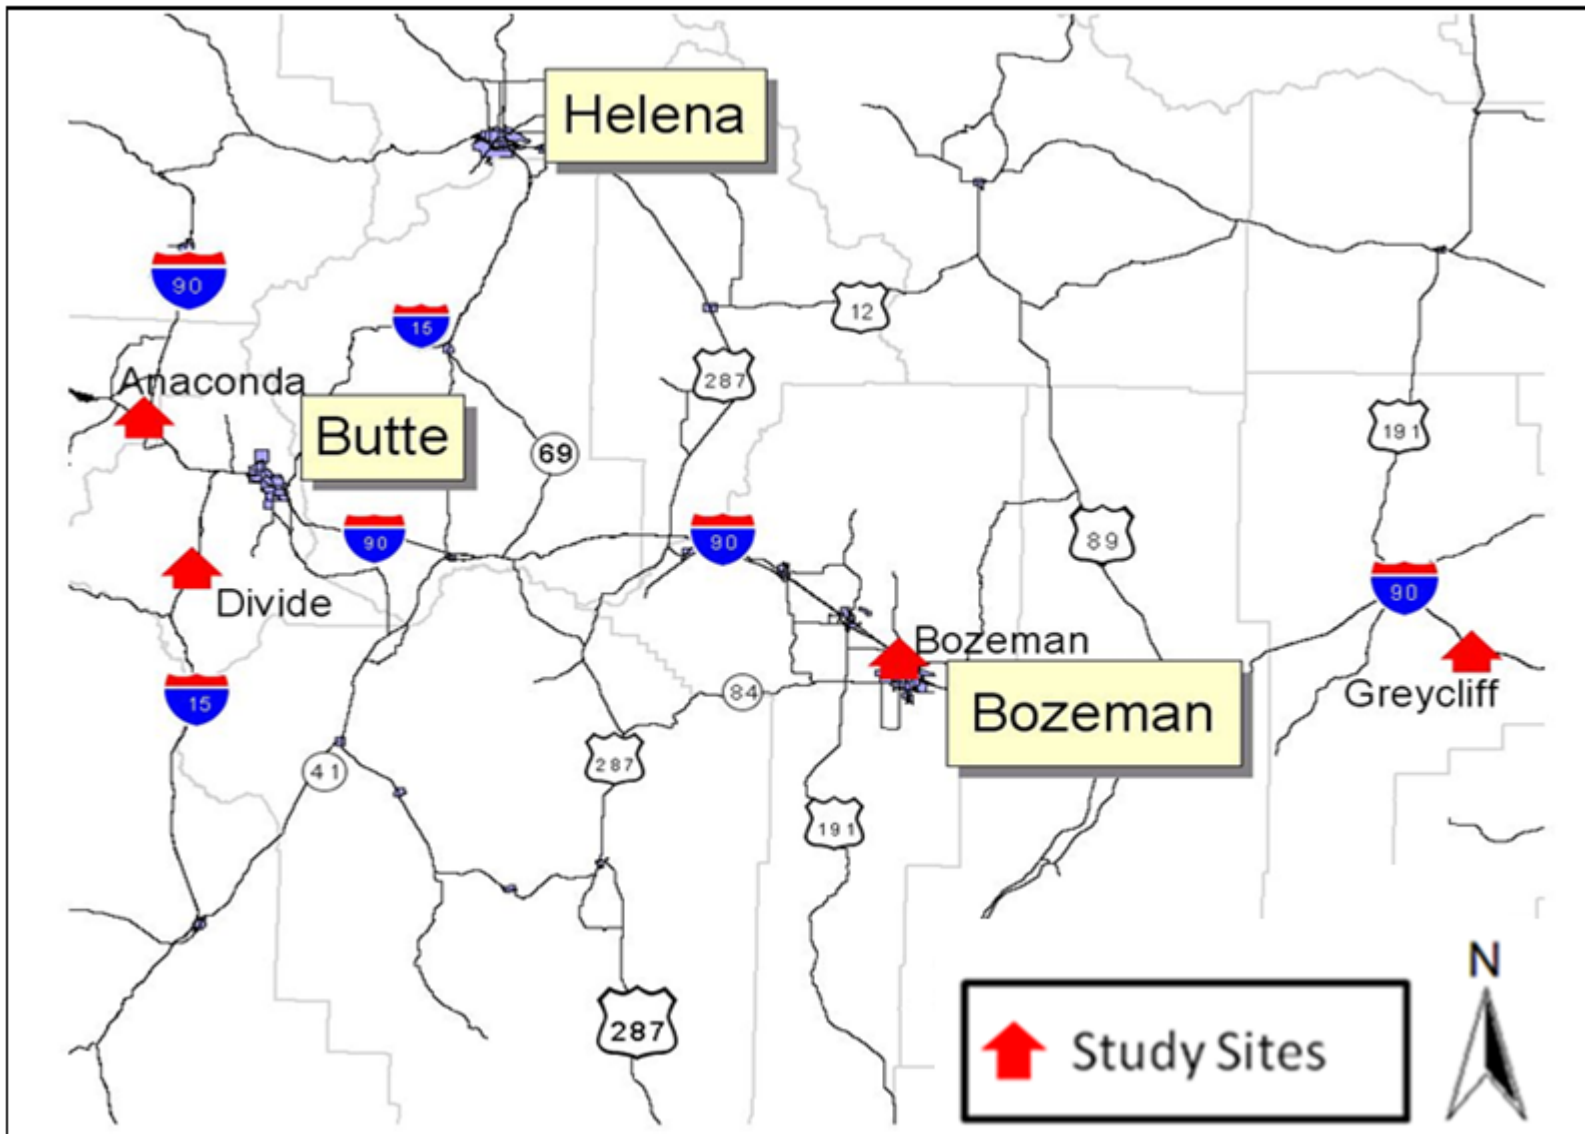 Helena
90
15
12
287
Anaconda
Butte
191
69
90
90
89
90
Divide
Bozeman
Greycliff
15
84
Bozeman
287
41
191
N
287
Study Sites